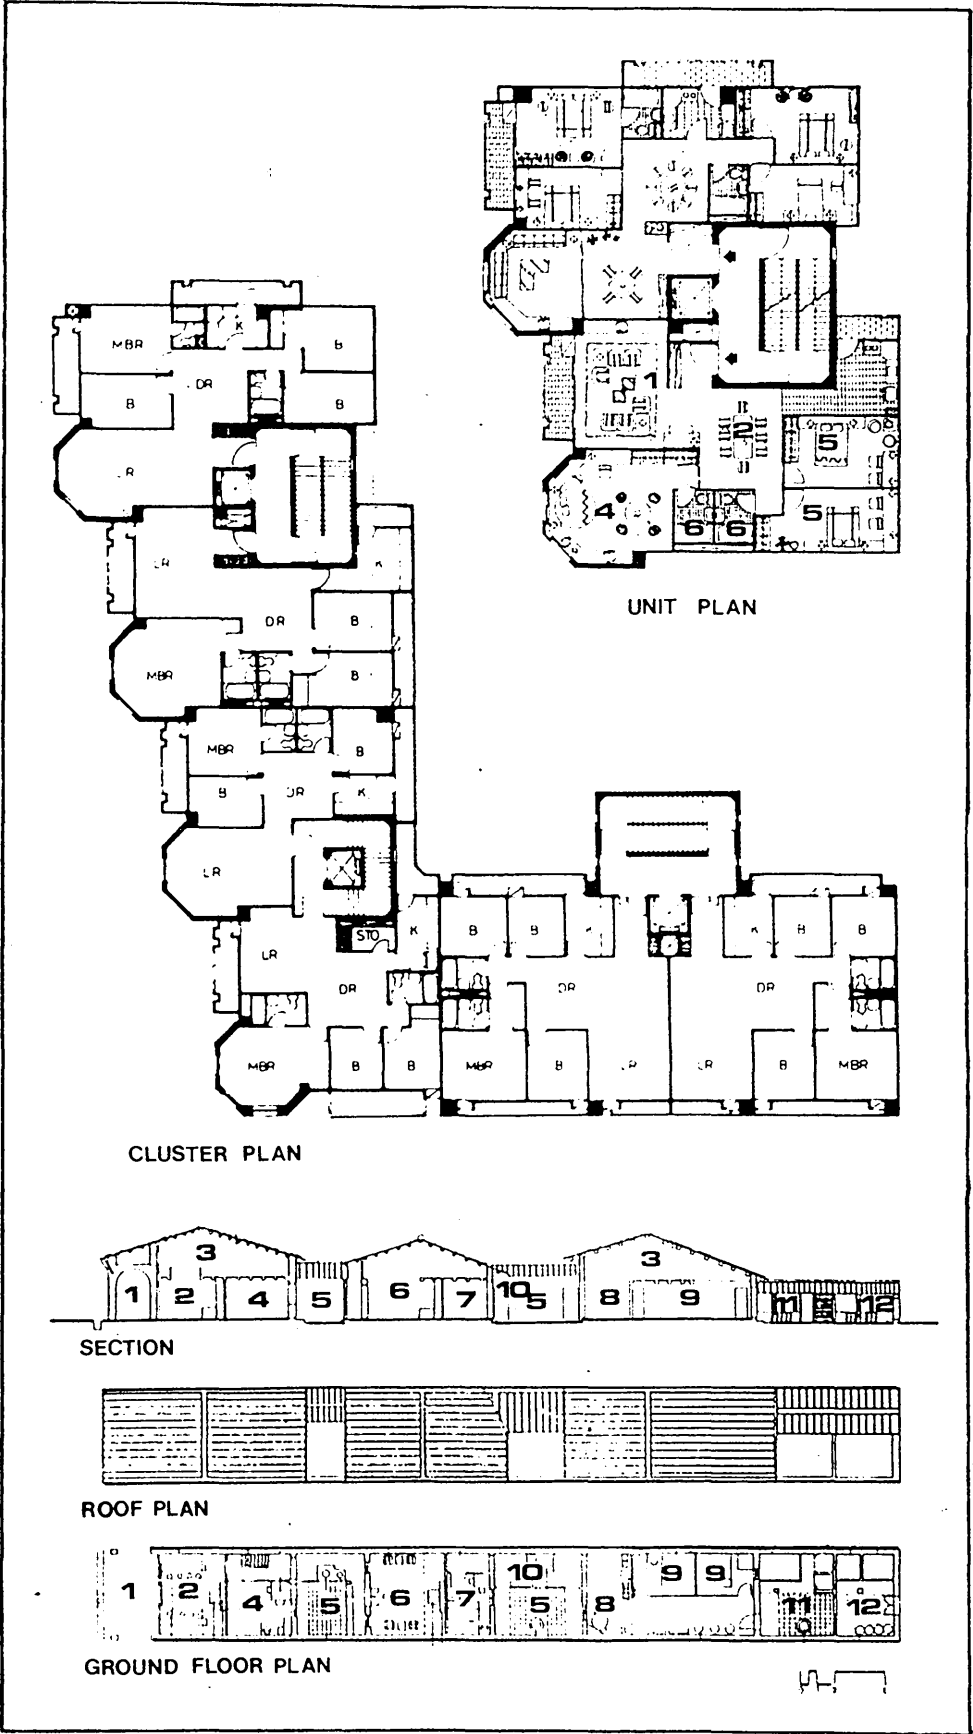 1
2
5
4
6 6
5
UNIT PLAN
MBR
K
B
DR
B
B
R
LR
K
DR
B
MBR
B
MBR
B
B
DR
K
LR
STO
K
B
B
K
K
B
B
LR
DR
DR
DR
MBR
B
B
MBR
B
LR
LR
B
MBR
CLUSTER PLAN
3
3
1 2 4 5 6 7 10 5 8 9 11 12
SECTION
ROOF PLAN
1 2 4 5 6 7 10 5 8 9 9 11 12
GROUND FLOOR PLAN